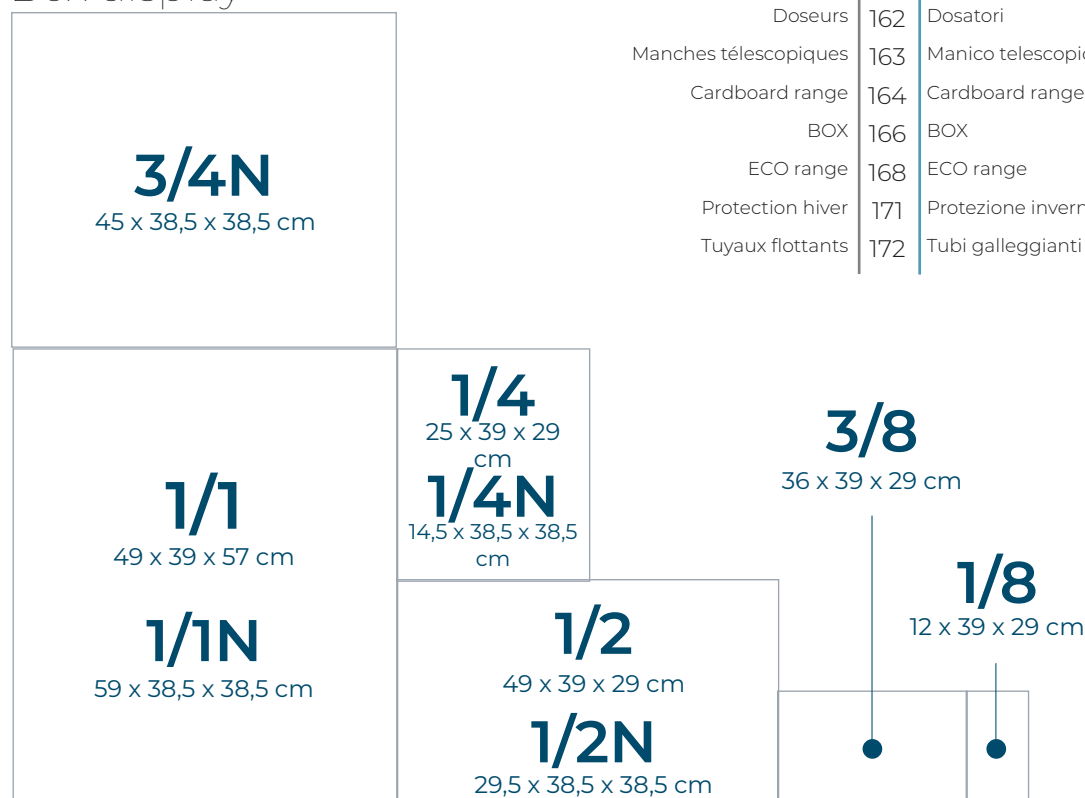 Doseurs 162 Dosatori
Manches télescopiques 163
Cardboard range 164 Cardboard range
BOX 166 BOX
ECO range 168 ECO range
Protection hiver 171 Protezione
Tuyaux flottants 172 Tubi galleggianti
3/4N
45 x 38,5 x 38,5 cm
1/4
25 x 39 x 29
cm
1/4N
14,5 x 38,5 x 38,5
cm
3/8
36 x 39 x 29 cm
1/1
49 x 39 x 57 cm
1/8
12 x 39 x 29 cm
1/1N
59 x 38,5 x 38,5 cm
1/2
49 x 39 x 29 cm
1/2N
29,5 x 38,5 x 38,5 cm